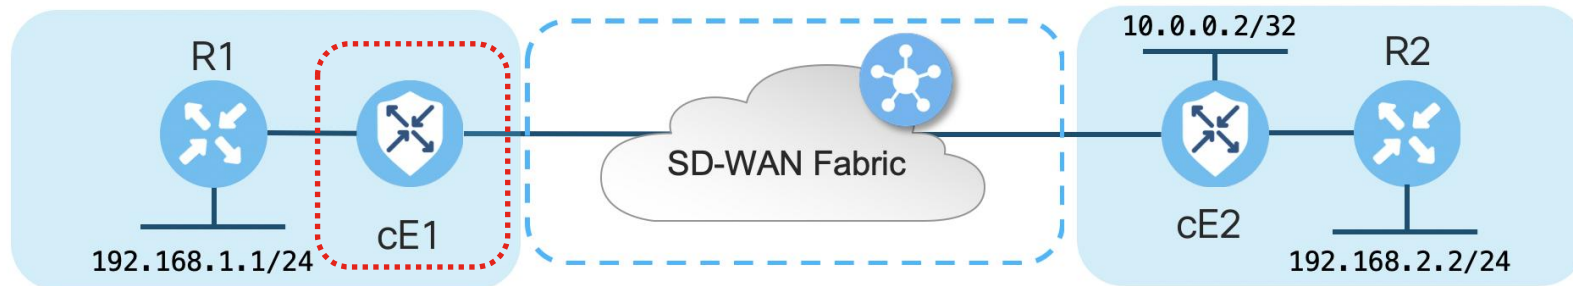 R1
cE1
192.168.1.1/24
SD-WAN Fabric
10.0.0.2/32
R2
cE2
192.168.2.2/24